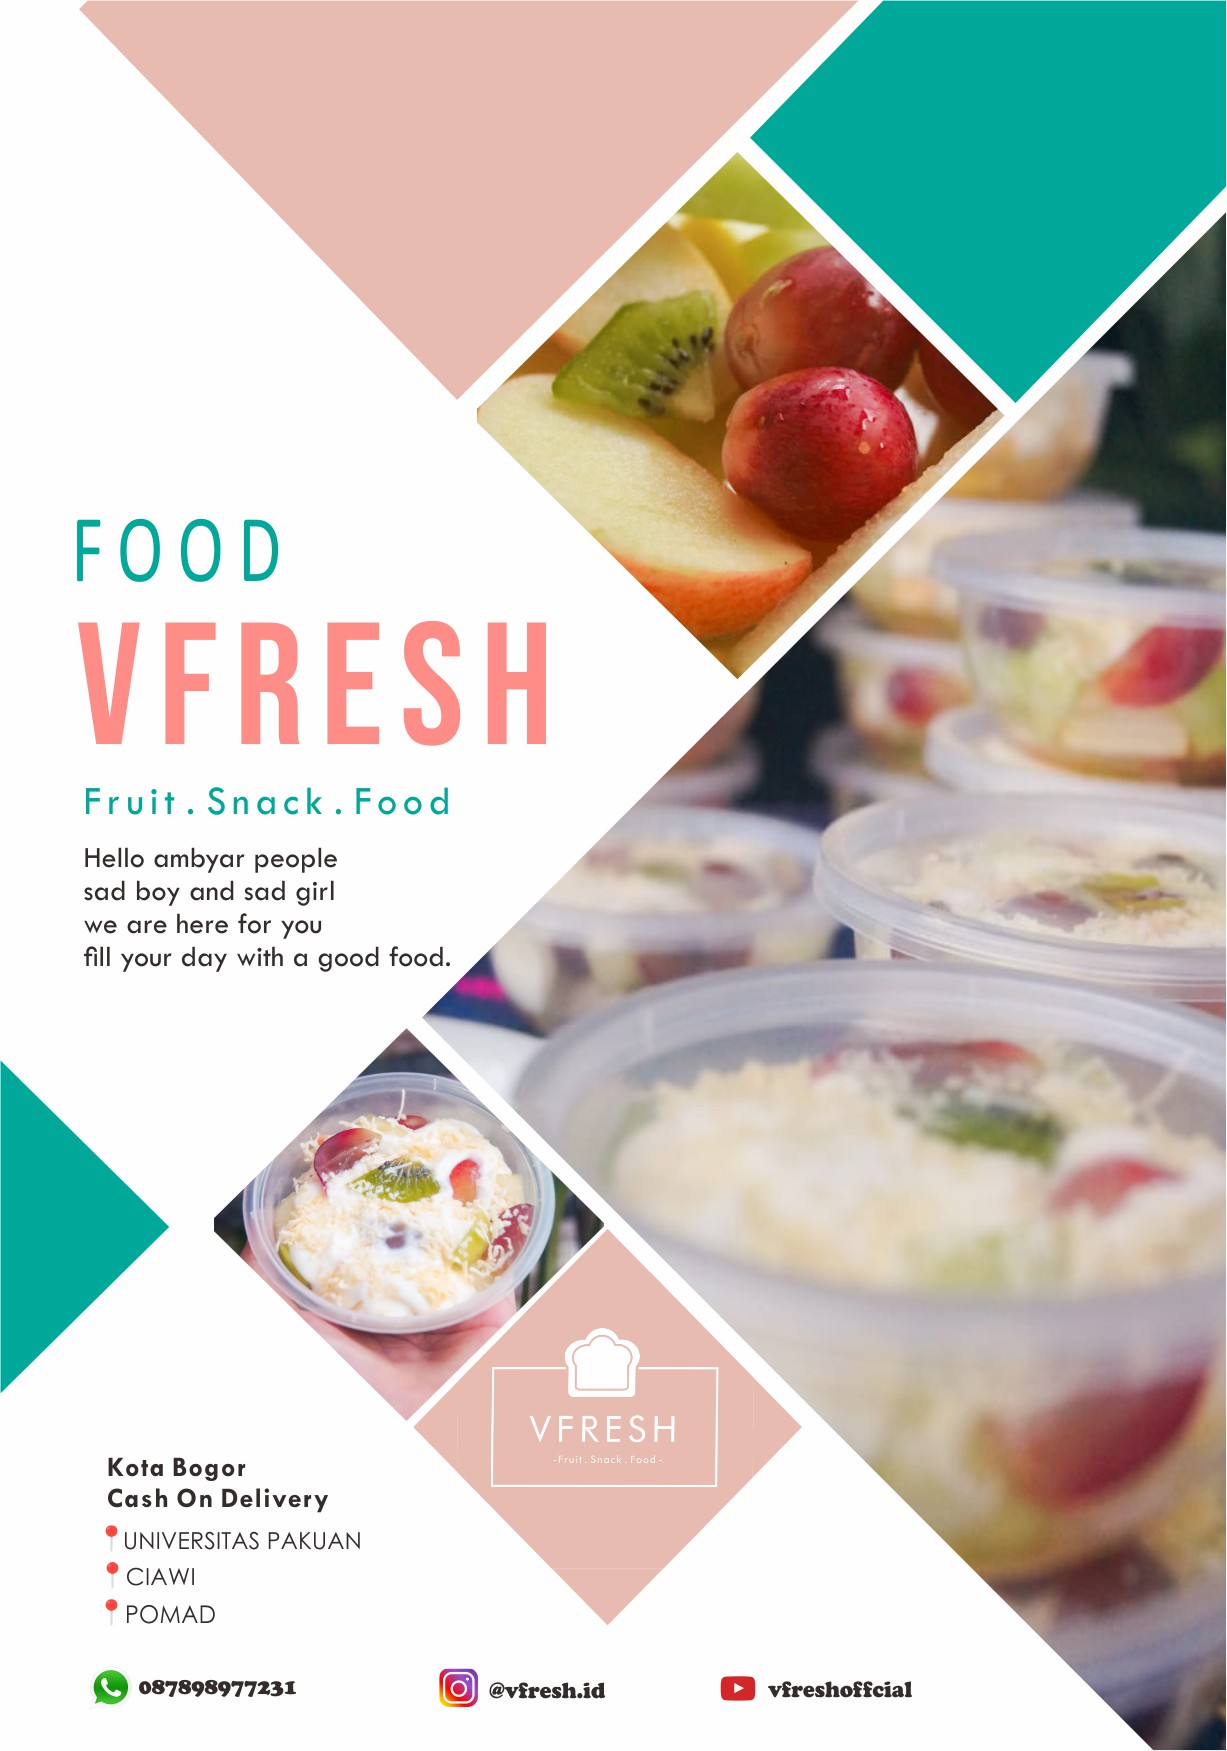 FOOD
VFRESH
Fruit . Snack . Food
Hello ambyar people
sad boy and sad girl
we are here for you
fill your day with a good food.
VFRESH
-Fruit . Snack . Food-
Kota Bogor
Cash On Delivery
UNIVERSITAS PAKUAN
CIAWI
POMAD
087898977231
@vfresh.id
vfreshoffcial